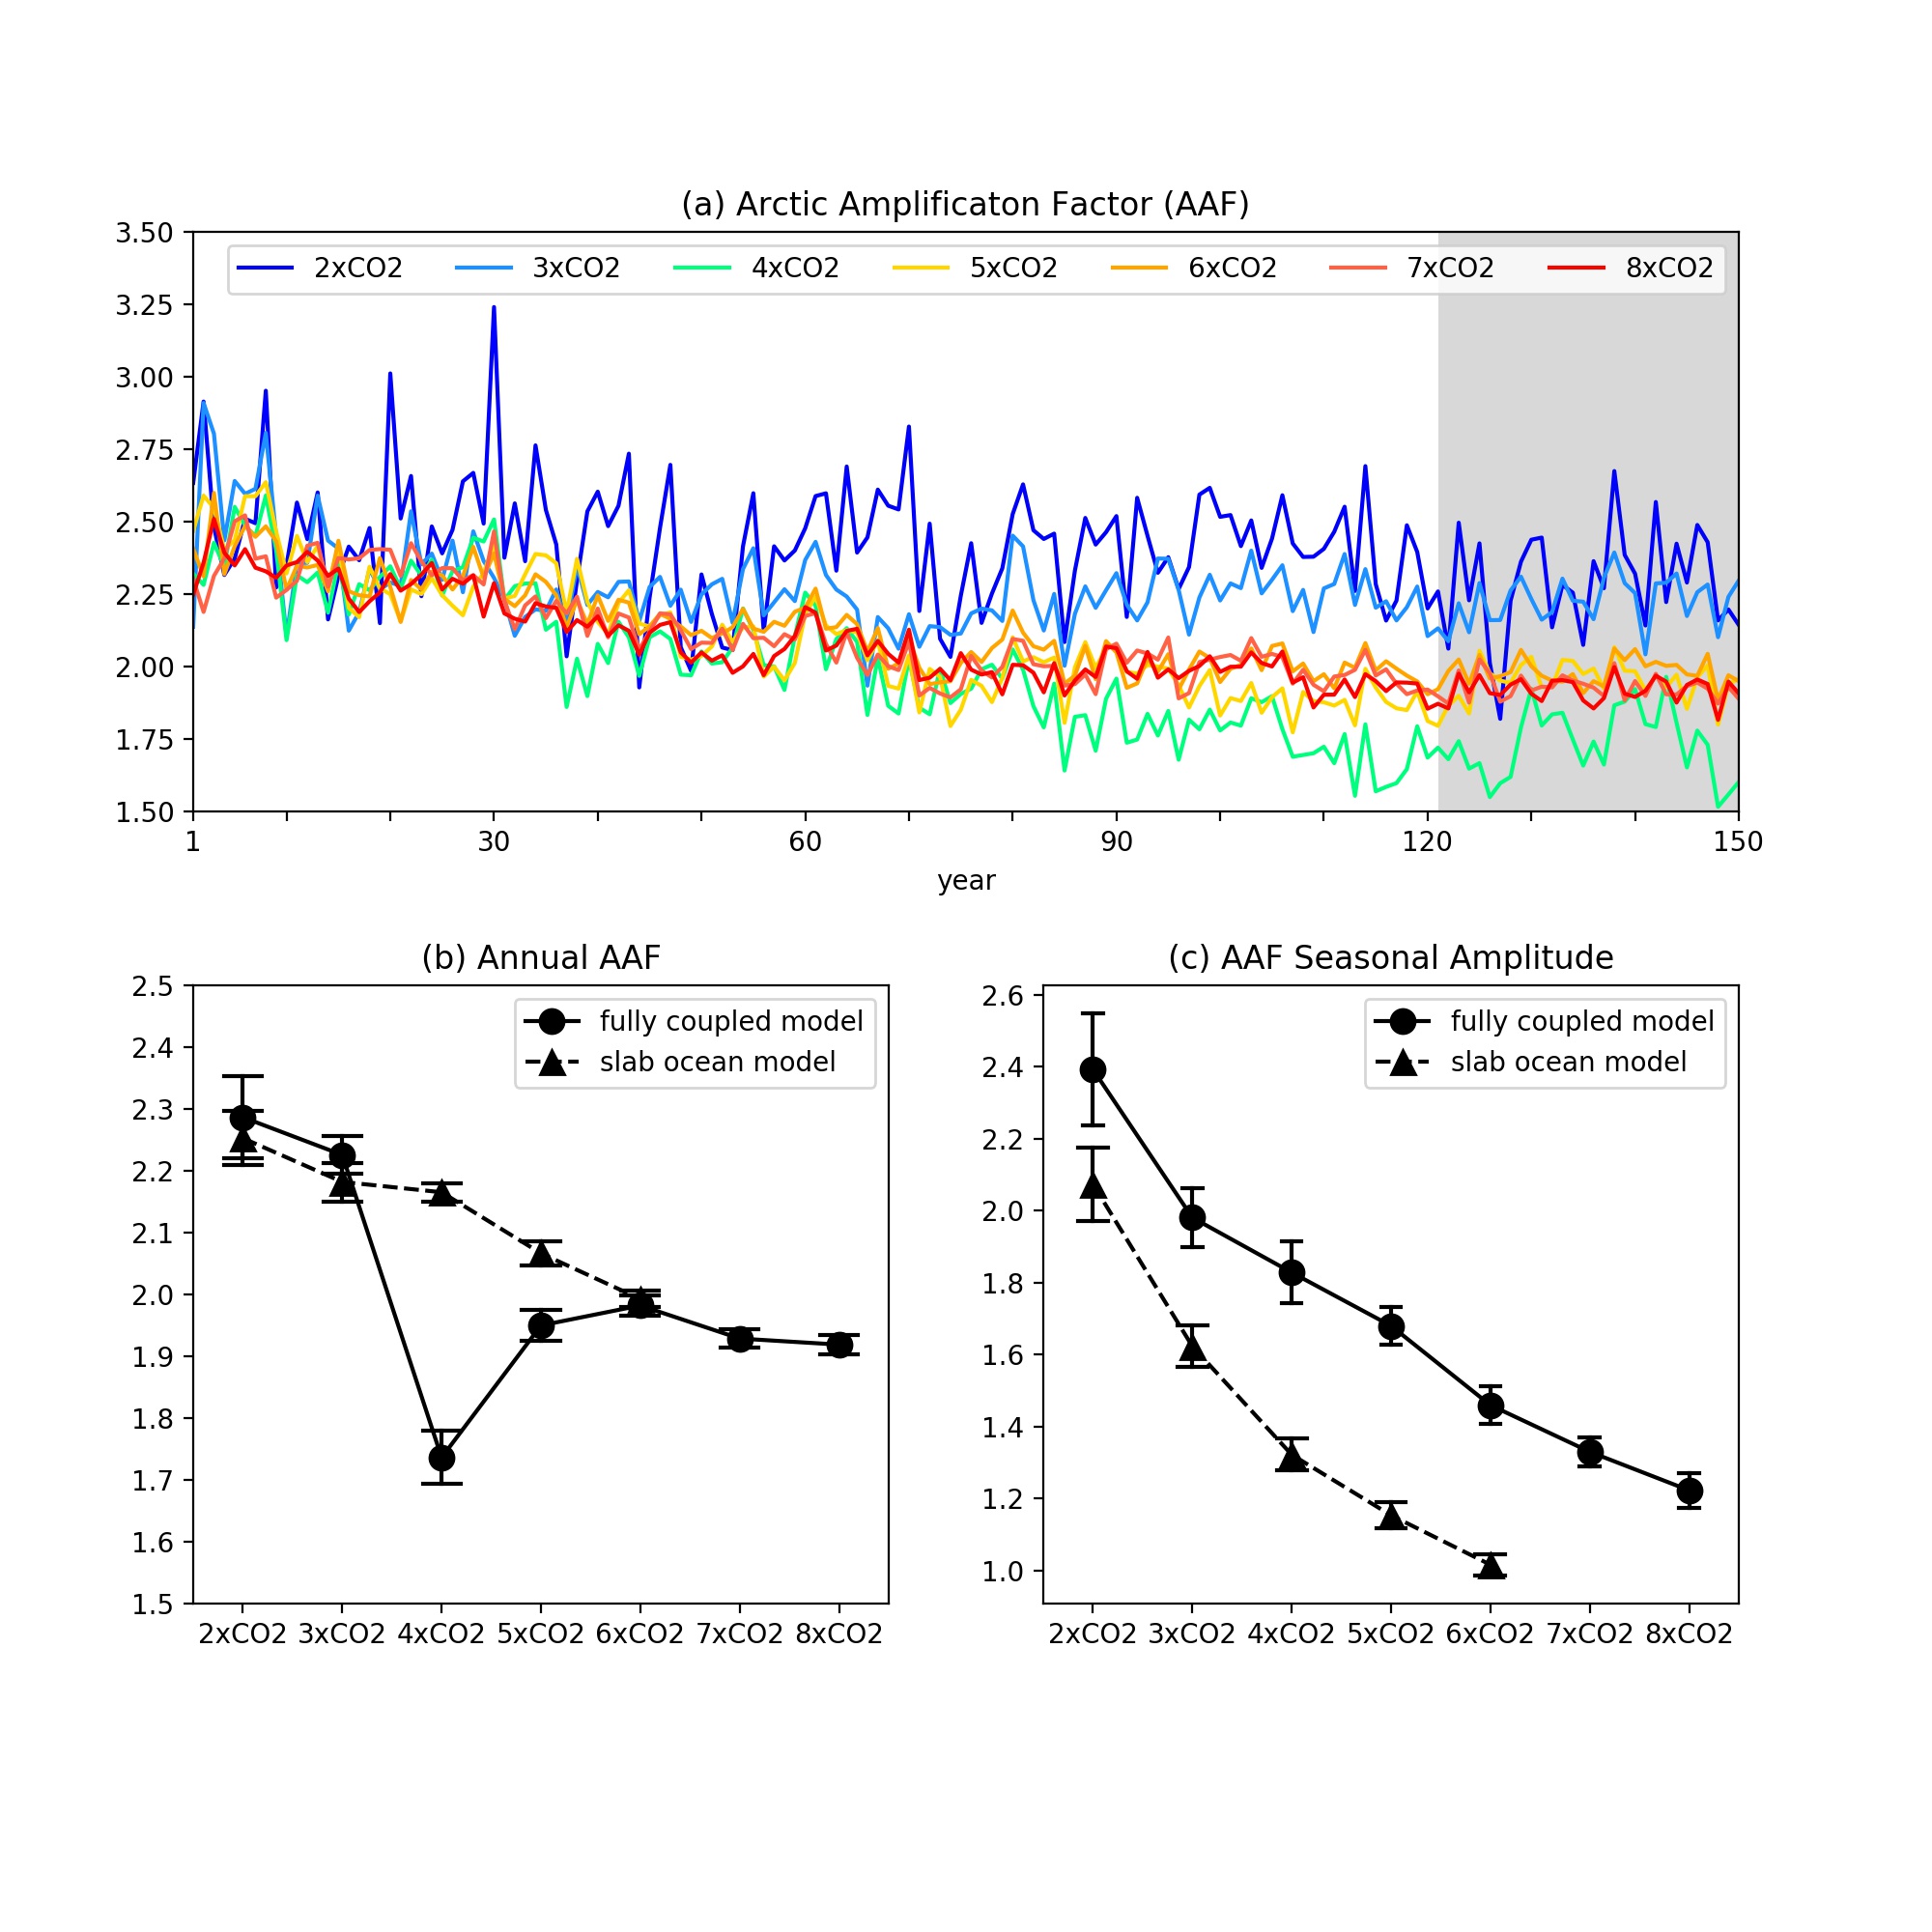 (a) Arctic Amplificaton Factor (AAF)
3.50
3.25
3.00
2.75
2.50
2.25
2.00
1.75
1.50
2xCO2 3xCO2 4xCO2 5xCO2 6xCO2 7xCO2 8xCO2
1 30 60 90 120 150
year
(b) Annual AAF
2.5
2.4
2.3
2.2
2.1
2.0
1.9
1.8
1.7
1.6
1.5
fully coupled model
slab ocean model
2xCO2 3xCO2 4xCO2 5xCO2 6xCO2 7xCO2 8xCO2
(c) AAF Seasonal Amplitude
2.6
2.4
2.2
2.0
1.8
1.6
1.4
1.2
1.0
fully coupled model
slab ocean model
2xCO2 3xCO2 4xCO2 5xCO2 6xCO2 7xCO2 8xCO2